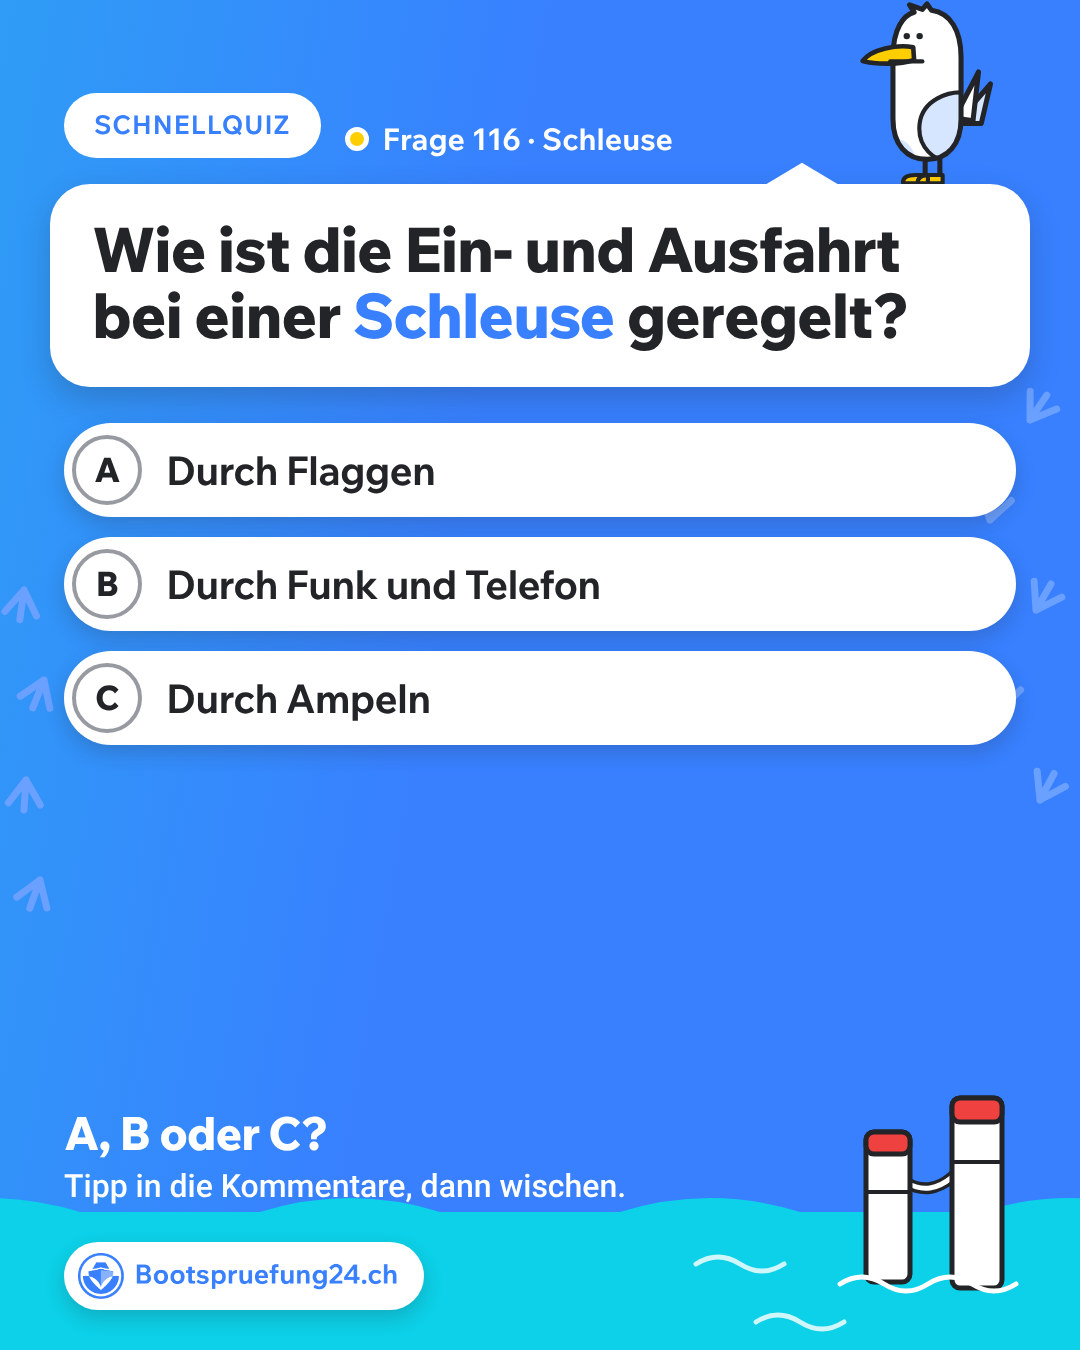 SCHNELLQUIZ
Frage 116 · Schleuse
Wie ist die Ein- und Ausfahrt
bei einer Schleuse geregelt?
A Durch Flaggen
B Durch Funk und Telefon
C Durch Ampeln
A, B oder C?
Tipp in die Kommentare, dann wischen.
Bootspruefung24.ch